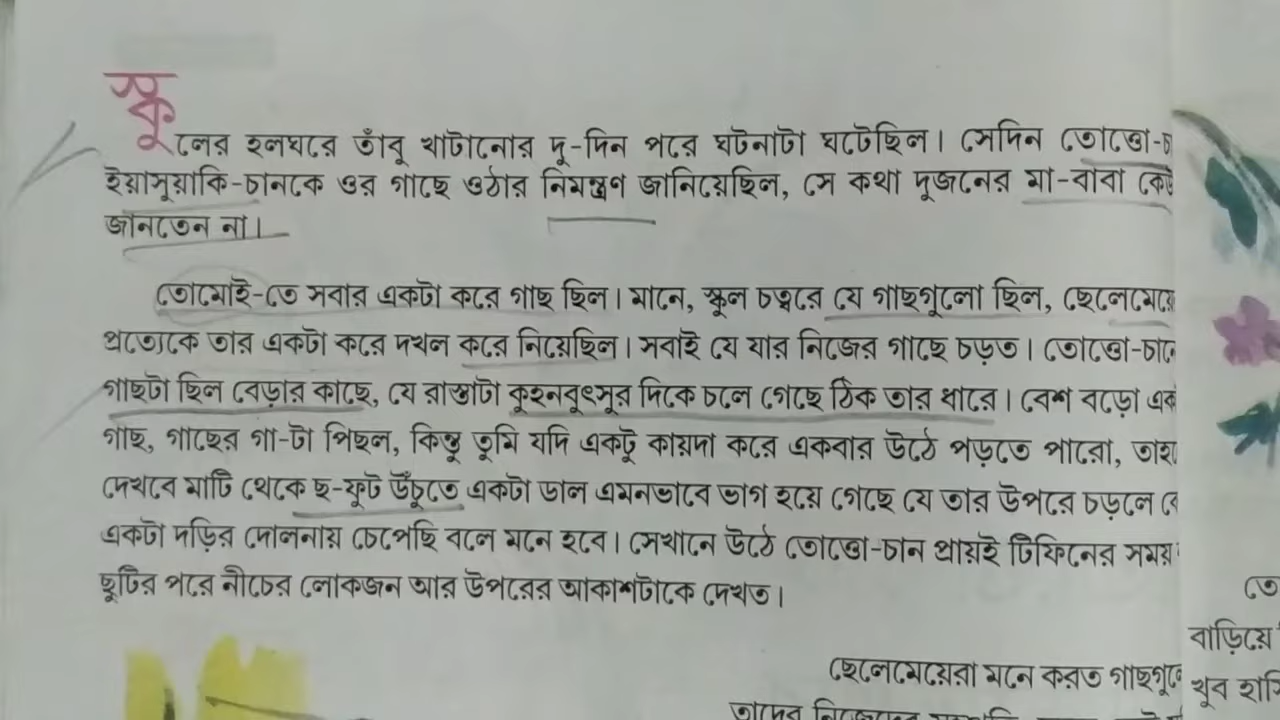 স্কুলের হলঘরে তাঁবু খাটানোর দু-দিন পরে ঘটনাটা ঘটেছিল। সেদিন তোত্তো-চ
ইয়াসুয়াকি-চানকে ওর গাছে ওঠার নিমন্ত্রণ জানিয়েছিল, সে কথা দুজনের মা-বাবা কেউ
জানতেন না।
তোমোই-তে সবার একটা করে গাছ ছিল। মানে, স্কুল চত্বরে যে গাছগুলো ছিল, ছেলেমেয়ে
প্রত্যেকে তার একটা করে দখল করে নিয়েছিল। সবাই যে যার নিজের গাছে চড়ত। তোত্তো-চানে
গাছটা ছিল বেড়ার কাছে, যে রাস্তাটা কুহনবুৎসুর দিকে চলে গেছে ঠিক তার ধারে। বেশ বড়ো এক
গাছ, গাছের গা-টা পিছল, কিন্তু তুমি যদি একটু কায়দা করে একবার উঠে পড়তে পারো, তাহ
দেখবে মাটি থেকে ছ-ফুট উঁচুতে একটা ডাল এমনভাবে ভাগ হয়ে গেছে যে তার উপরে চড়লে বে
একটা দড়ির দোলনায় চেপেছি বলে মনে হবে। সেখানে উঠে তোত্তো-চান প্রায়ই টিফিনের সময়
ছুটির পরে নীচের লোকজন আর উপরের আকাশটাকে দেখত।
ছেলেমেয়েরা মনে করত গাছগুলে
তাদের নিজেদের
তে
বাড়িয়ে
খুব হাসি